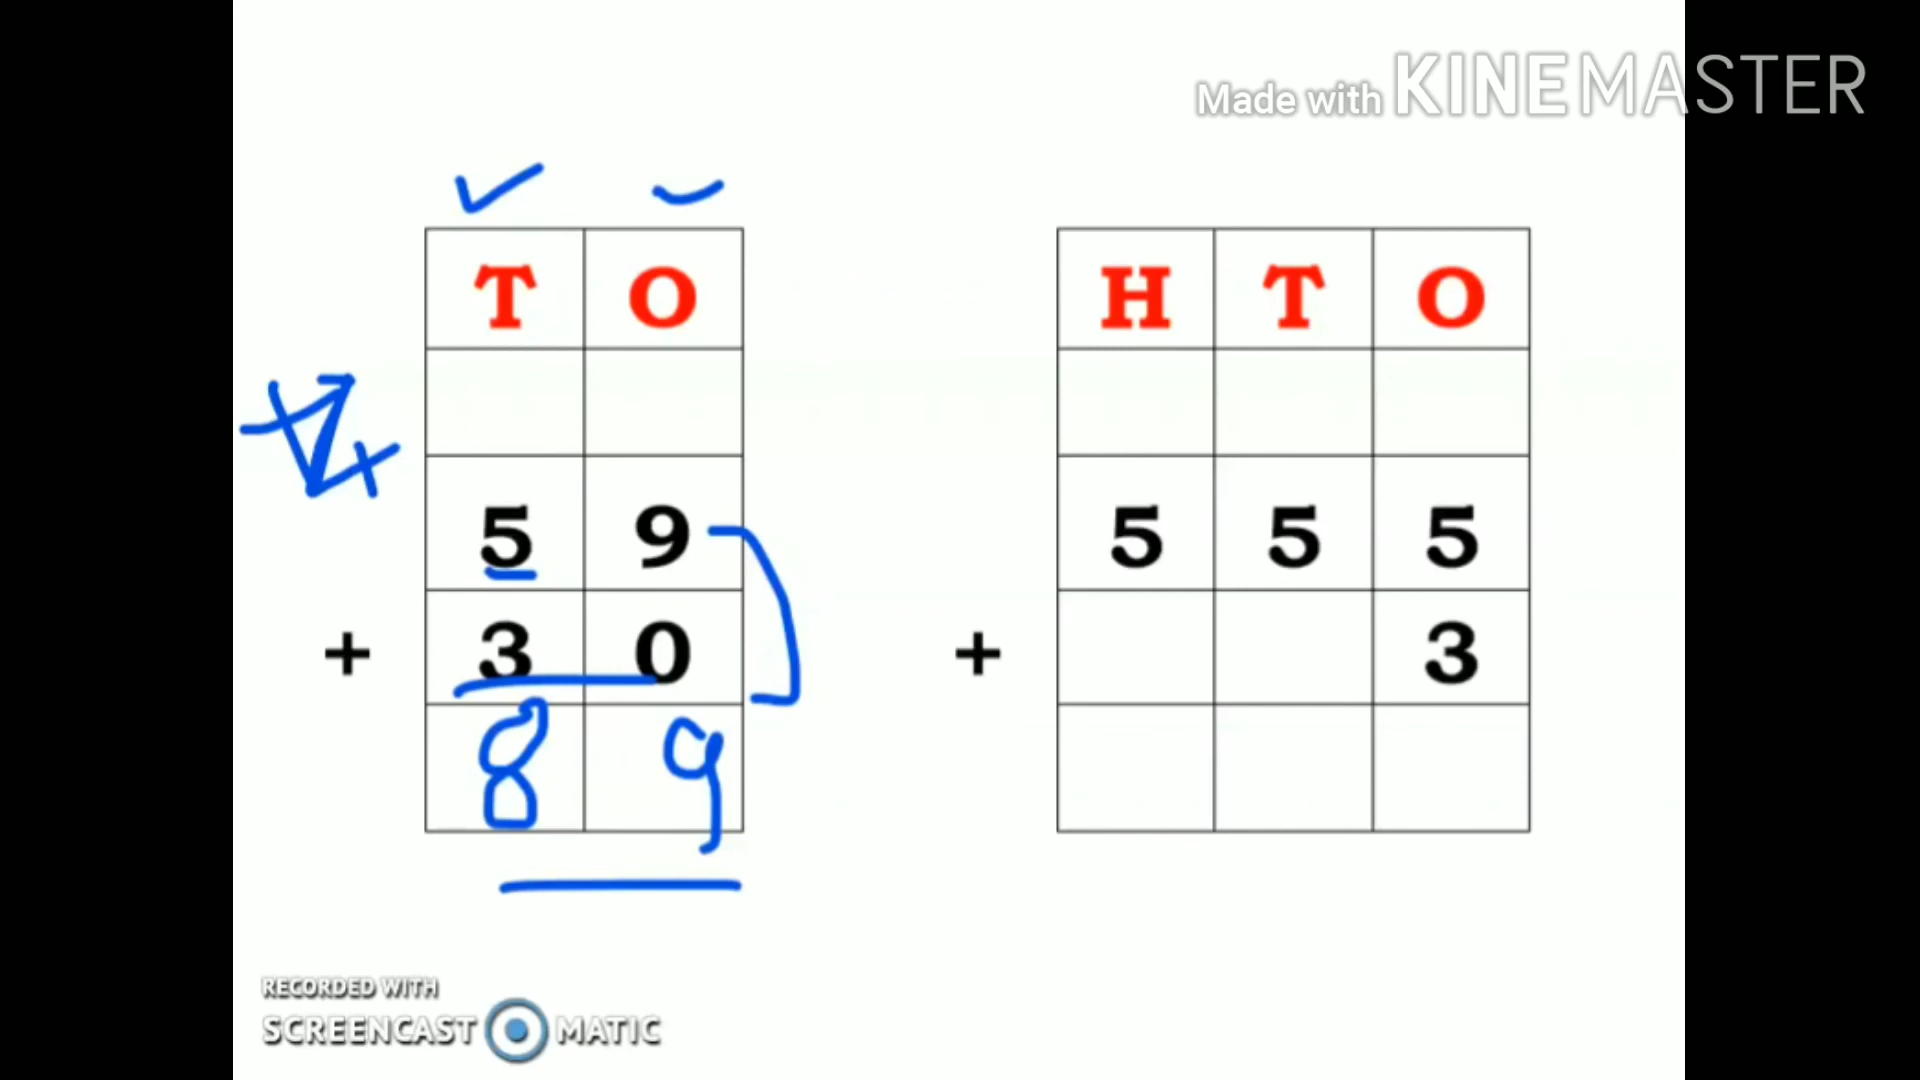 Made with KINEMASTER
T O
H T O
5 9
5 5 5
+ 3 0
+ 3
8 9
RECORDED WITH
SCREENCAST MATIC